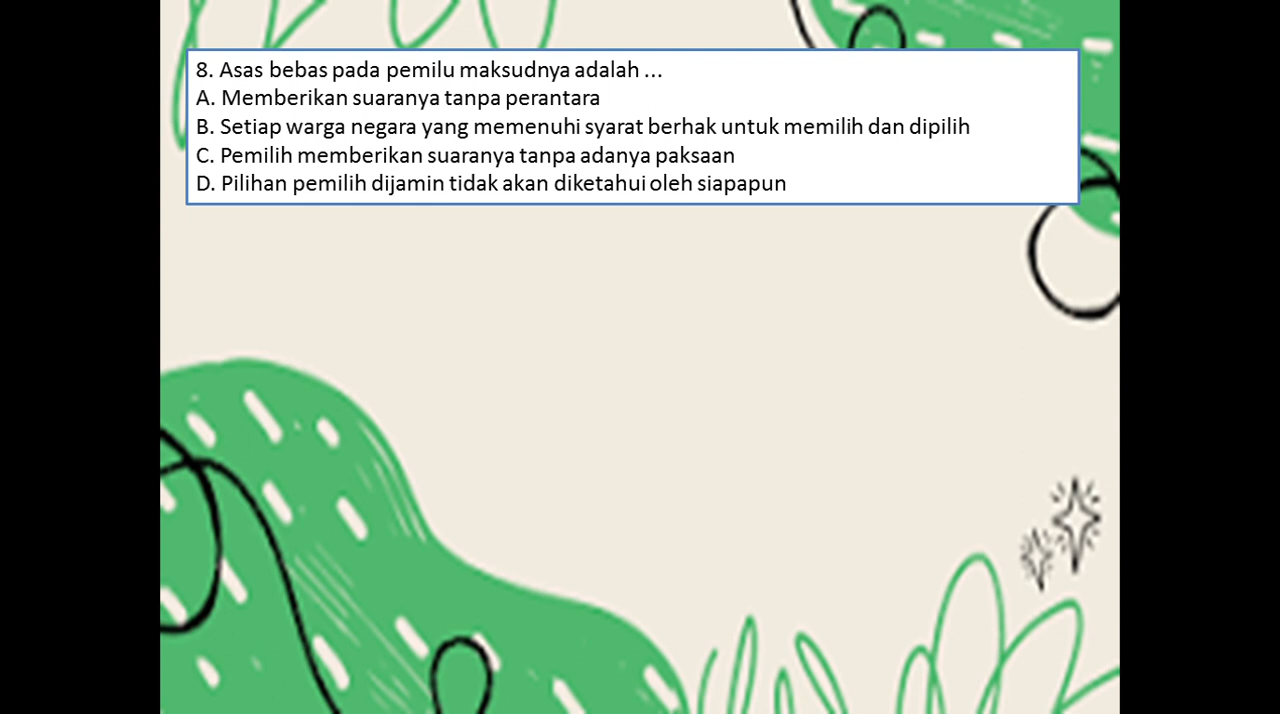 8. Asas bebas pada pemilu maksudnya adalah ...
A. Memberikan suaranya tanpa perantara
B. Setiap warga negara yang memenuhi syarat berhak untuk memilih dan dipilih
C. Pemilih memberikan suaranya tanpa adanya paksaan
D. Pilihan pemilih dijamin tidak akan diketahui oleh siapapun